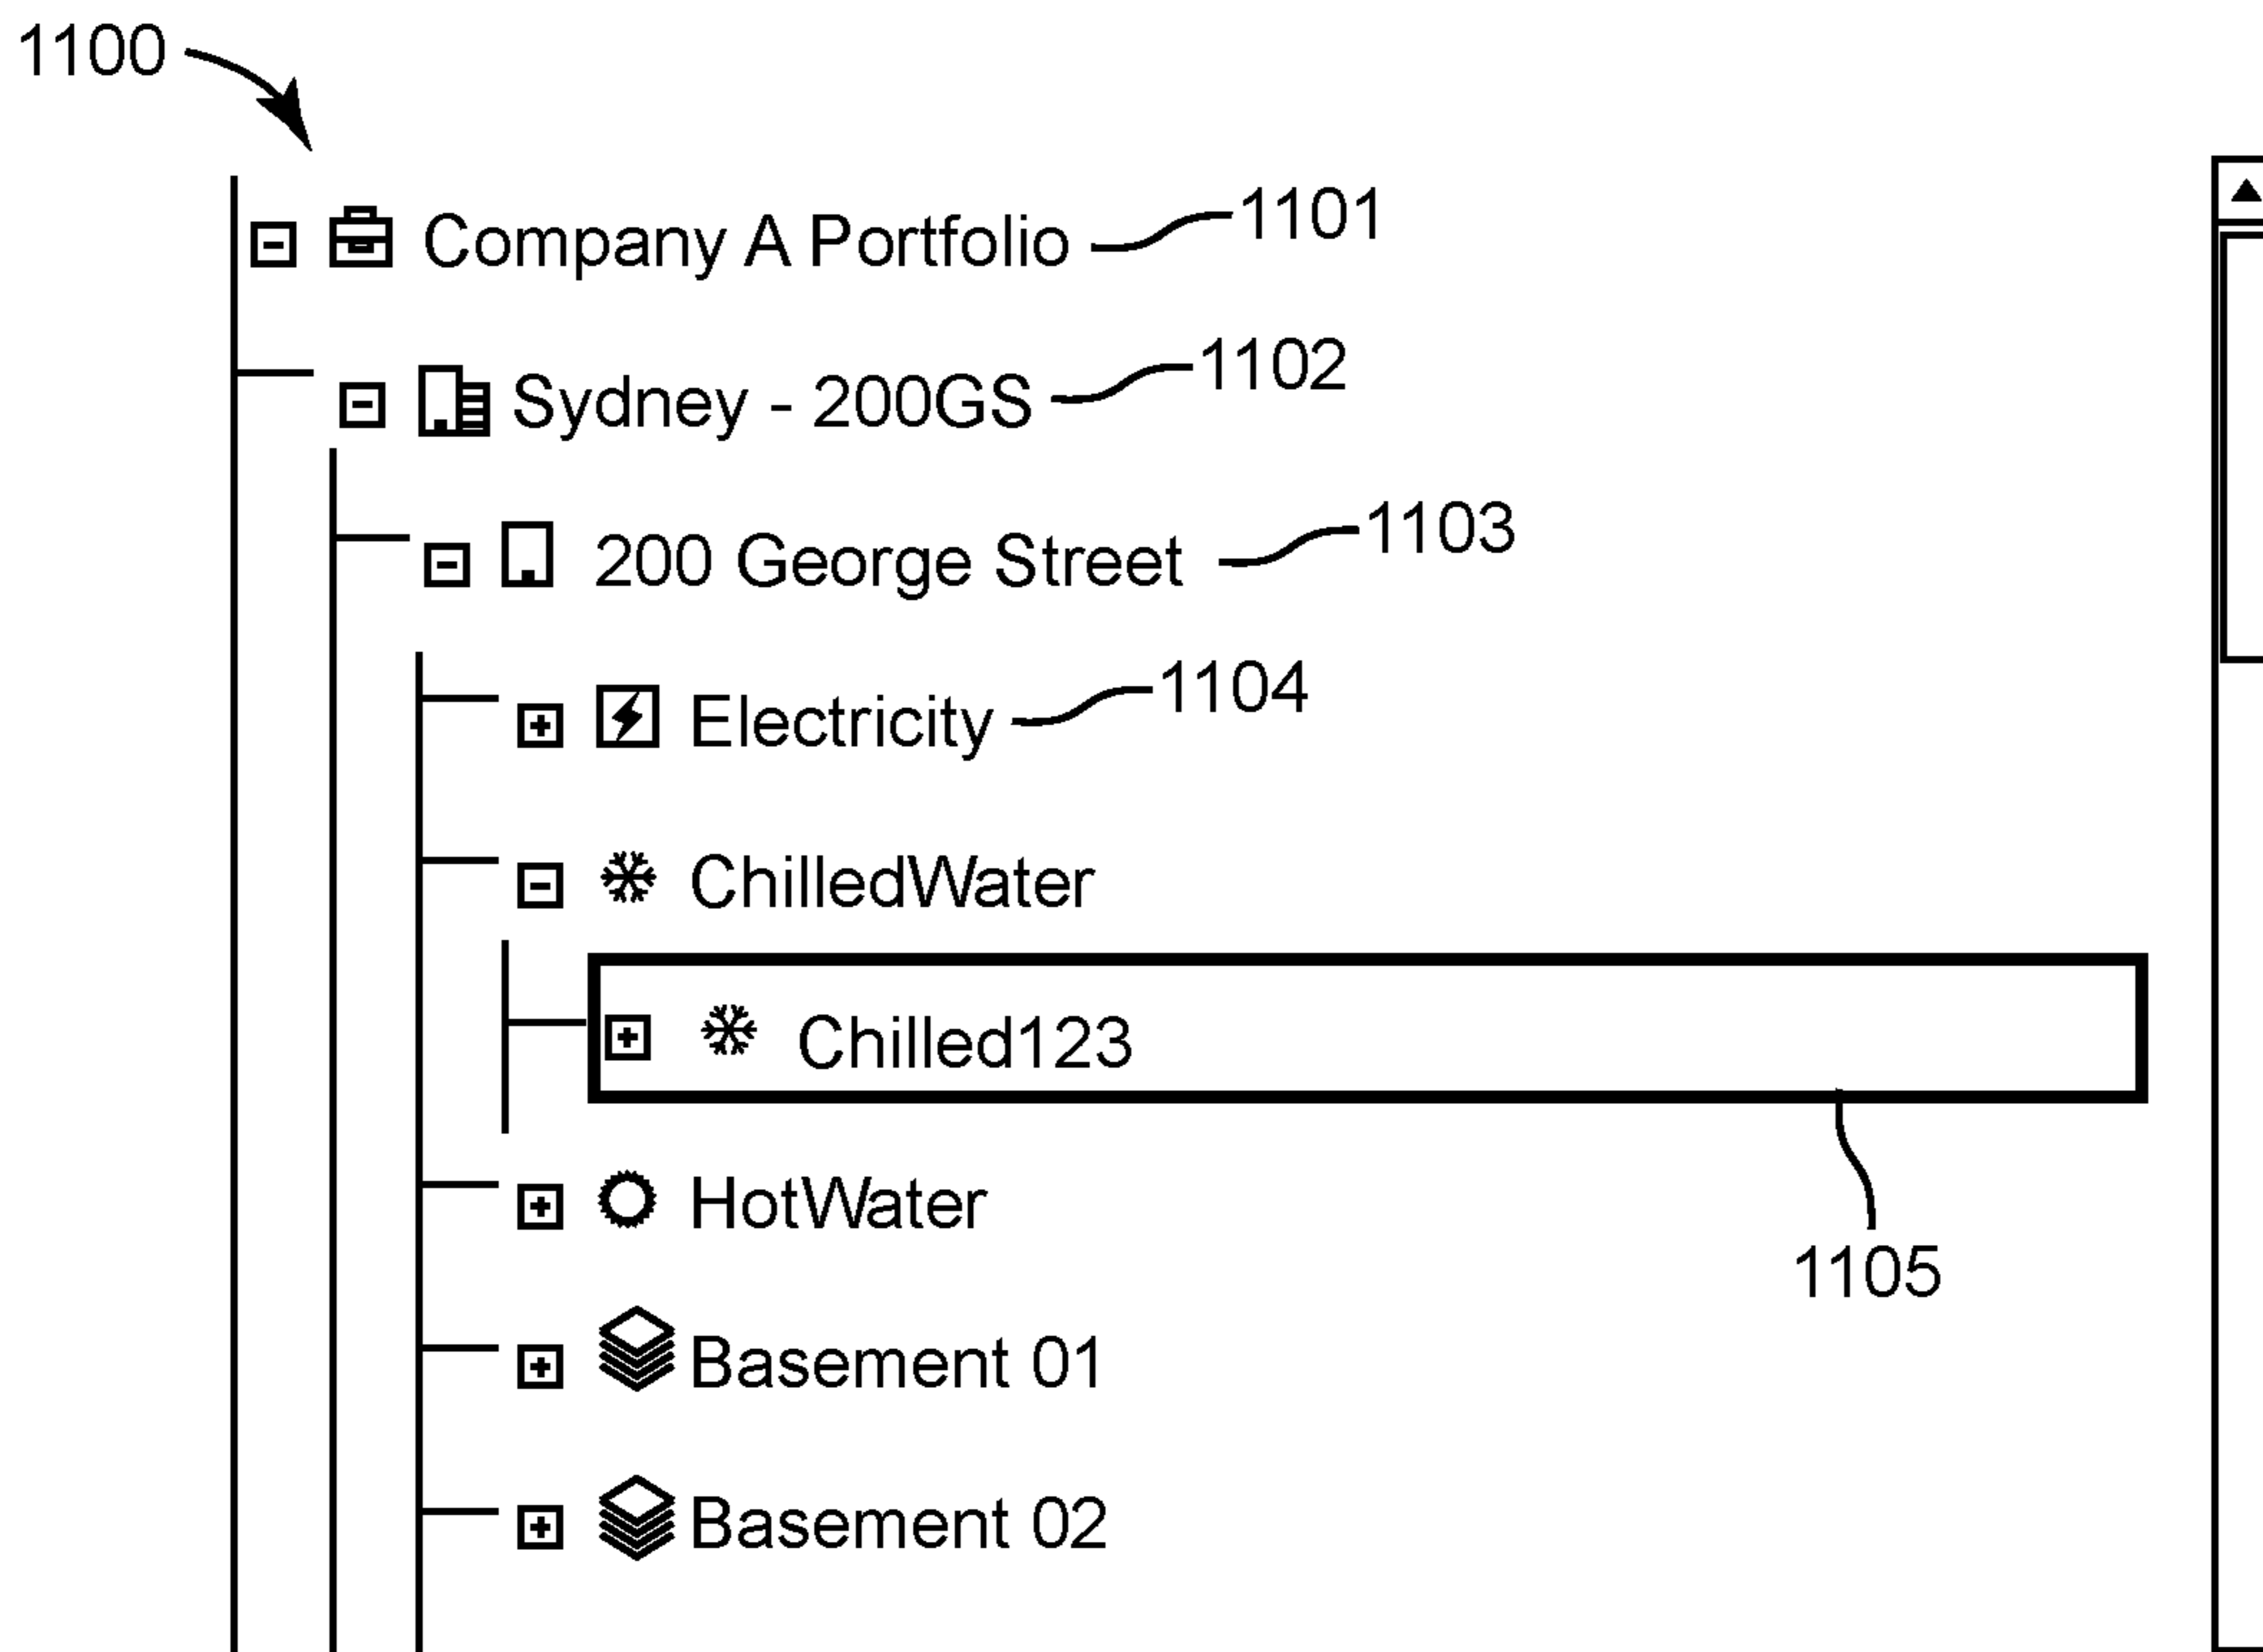 1100
Company A Portfolio 1101
Sydney - 200GS 1102
200 George Street 1103
Electricity 1104
ChilledWater
Chilled123
HotWater
1105
Basement 01
Basement 02